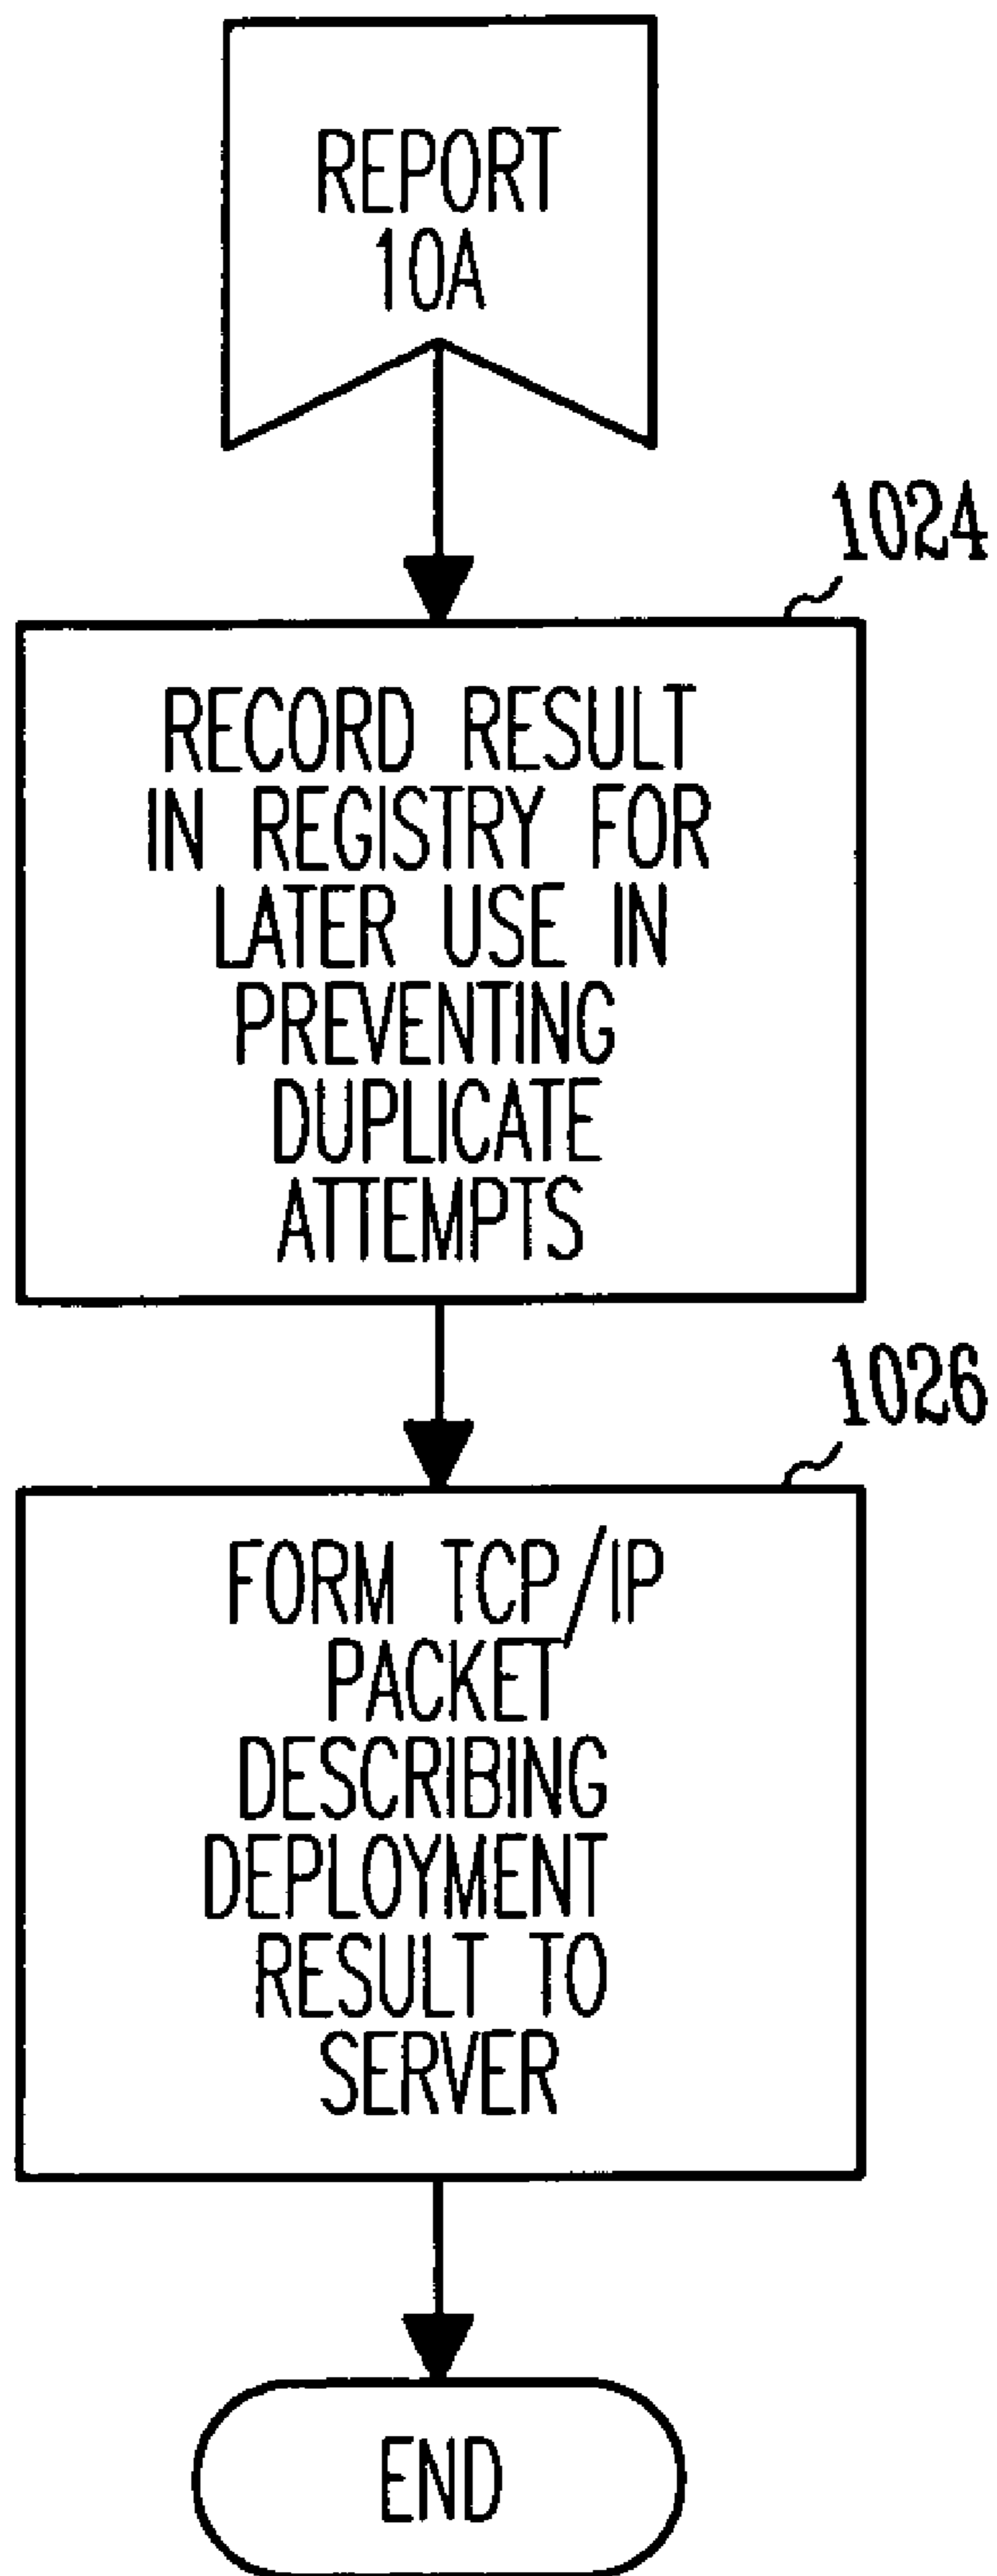 REPORT
10A
1024
RECORD RESULT
IN REGISTRY FOR
LATER USE IN
PREVENTING
DUPLICATE
ATTEMPTS
1026
FORM TCP/IP
PACKET
DESCRIBING
DEPLOYMENT
RESULT TO
SERVER
END